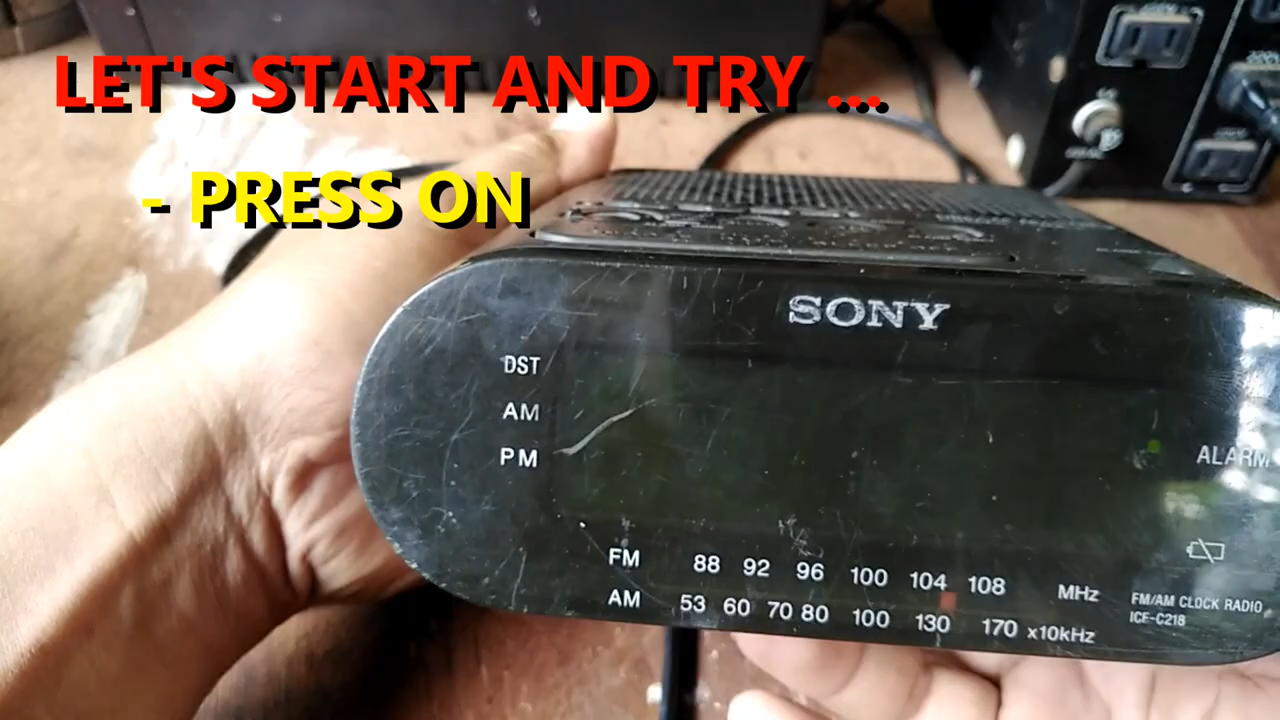 LET'S START AND TRY ...
- PRESS ON
SONY
DST
AM
PM
ALARM
FM 88 92 96 100 104 108 MHz
AM 53 60 70 80 100 130 170 x10kHz
FM/AM CLOCK RADIO
ICF-C218